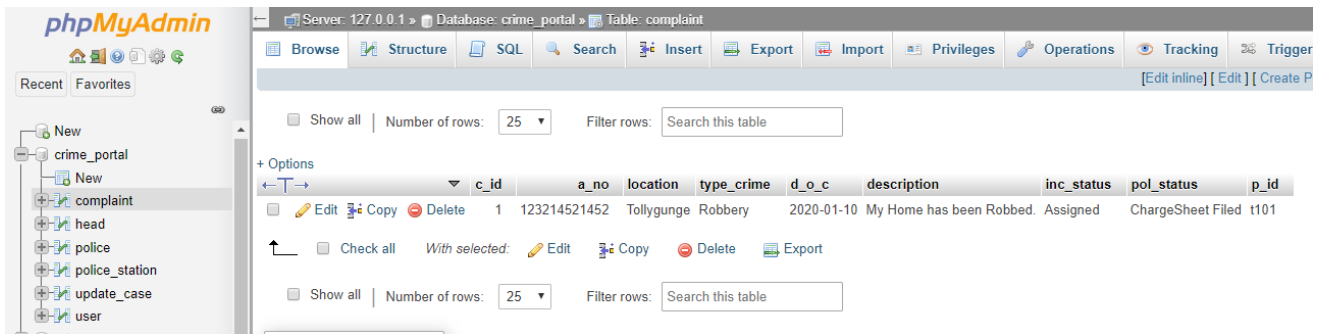 phpMyAdmin
Recent Favorites
New
crime_portal
New
complaint
head
police
police_station
update_case
user
Server: 127.0.0.1 » Database: crime_portal » Table: complaint
Browse Structure SQL Search Insert Export Import Privileges Operations Tracking Trigger
[Edit inline] [ Edit ] [ Create P
Show all | Number of rows: 25 Filter rows: Search this table
+ Options
←T→ c_id a_no location type_crime d_o_c description inc_status pol_status p_id
Edit Copy Delete 1 123214521452 Tollygunge Robbery 2020-01-10 My Home has been Robbed. Assigned ChargeSheet Filed t101
Check all With selected: Edit Copy Delete Export
Show all | Number of rows: 25 Filter rows: Search this table